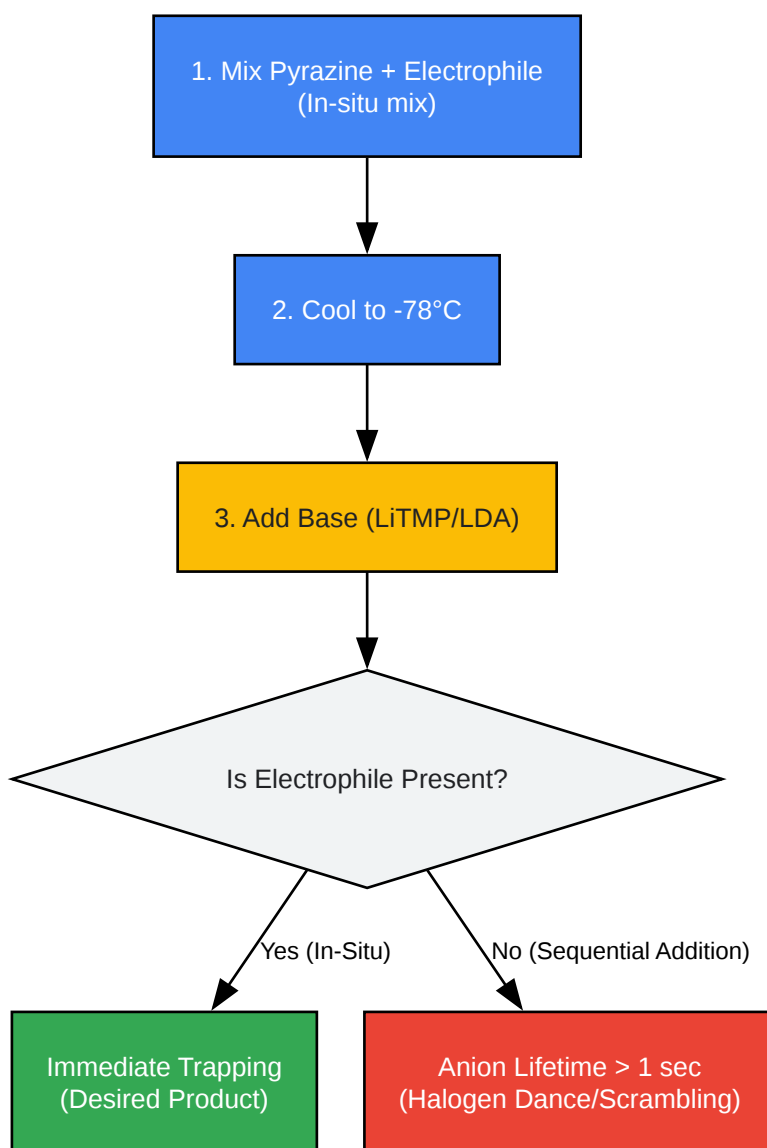 1. Mix Pyrazine + Electrophile
(In-situ mix)
2. Cool to -78°C
3. Add Base (LiTMP/LDA)
Is Electrophile Present?
Yes (In-Situ)
No (Sequential Addition)
Immediate Trapping
(Desired Product)
Anion Lifetime > 1 sec
(Halogen Dance/Scrambling)